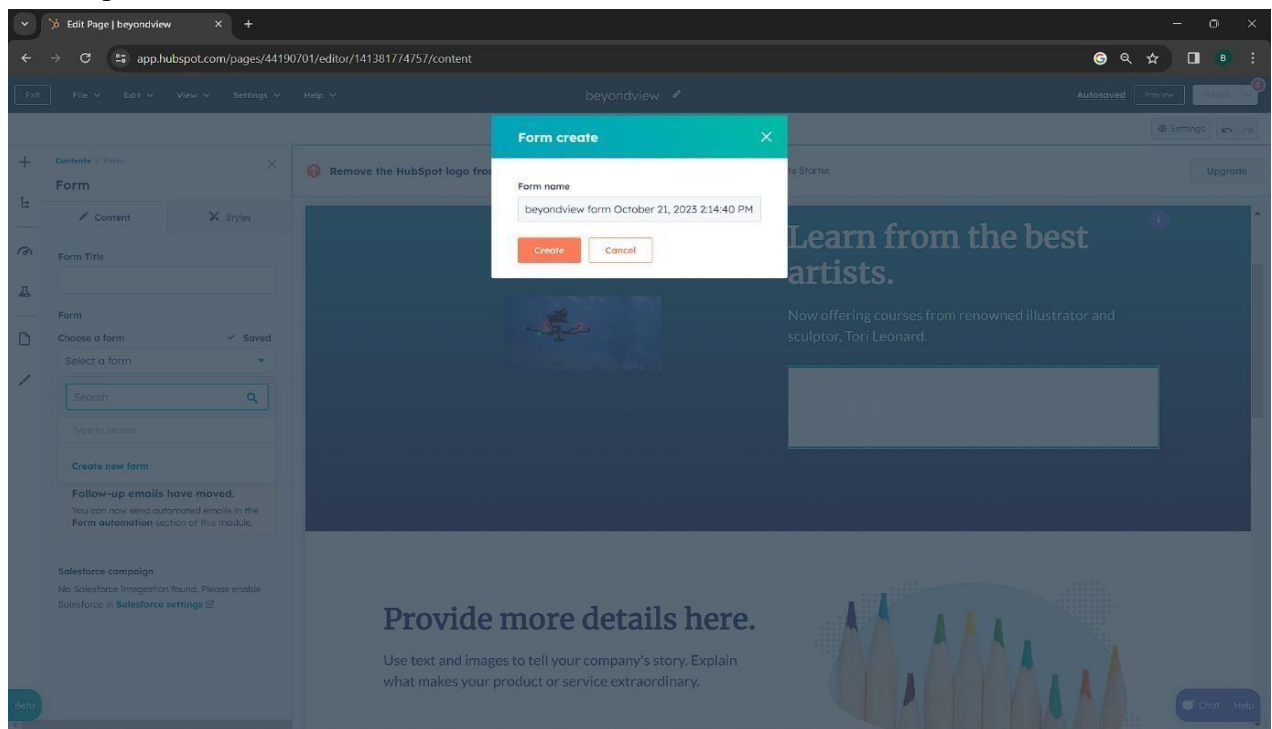 Edit Page | beyondview
app.hubspot.com/pages/44190701/editor/141381774757/content
B
Exit
File
Edit
View
Settings
Help
beyondview
Autosaved
Preview
Publish
Settings
Form create
Contents
Form
Form
Remove the HubSpot logo fro
e Starter.
Upgrade
Form name
beyondview form October 21, 2023 2:14:40 PM
Create
Cancel
Content
Styles
Form Title
Form
Choose a form
Saved
Select a form
Search
Type to search
Create new form
Follow-up emails have moved.
You can now send automated emails in the
Form automation section of this module.
Salesforce campaign
No Salesforce integration found. Please enable
Salesforce in Salesforce settings
Learn from the best
artists.
Now offering courses from renowned illustrator and
sculptor, Tori Leonard.
Provide more details here.
Use text and images to tell your company's story. Explain
what makes your product or service extraordinary.
Beta
Chat
Help